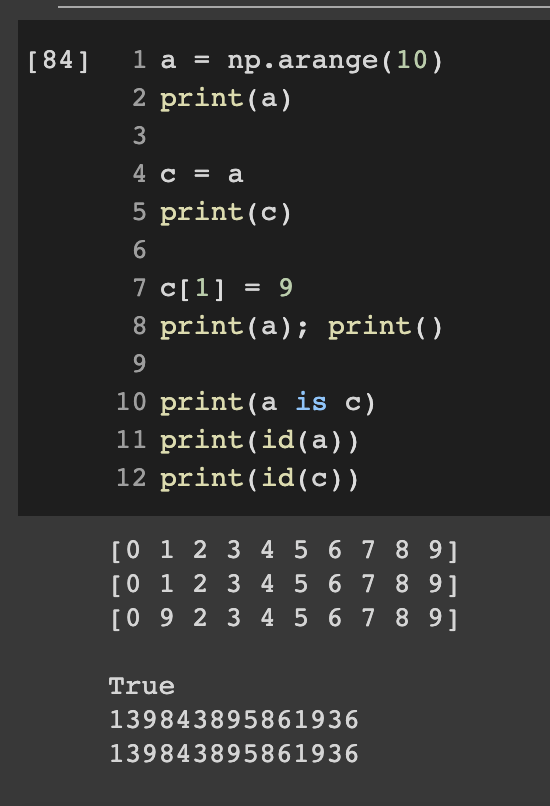 [84] 1 a = np.arange(10)
2 print(a)
3
4 c = a
5 print(c)
6
7 c[1] = 9
8 print(a); print()
9
10 print(a is c)
11 print(id(a))
12 print(id(c))
[0 1 2 3 4 5 6 7 8 9]
[0 1 2 3 4 5 6 7 8 9]
[0 9 2 3 4 5 6 7 8 9]
True
139843895861936
139843895861936